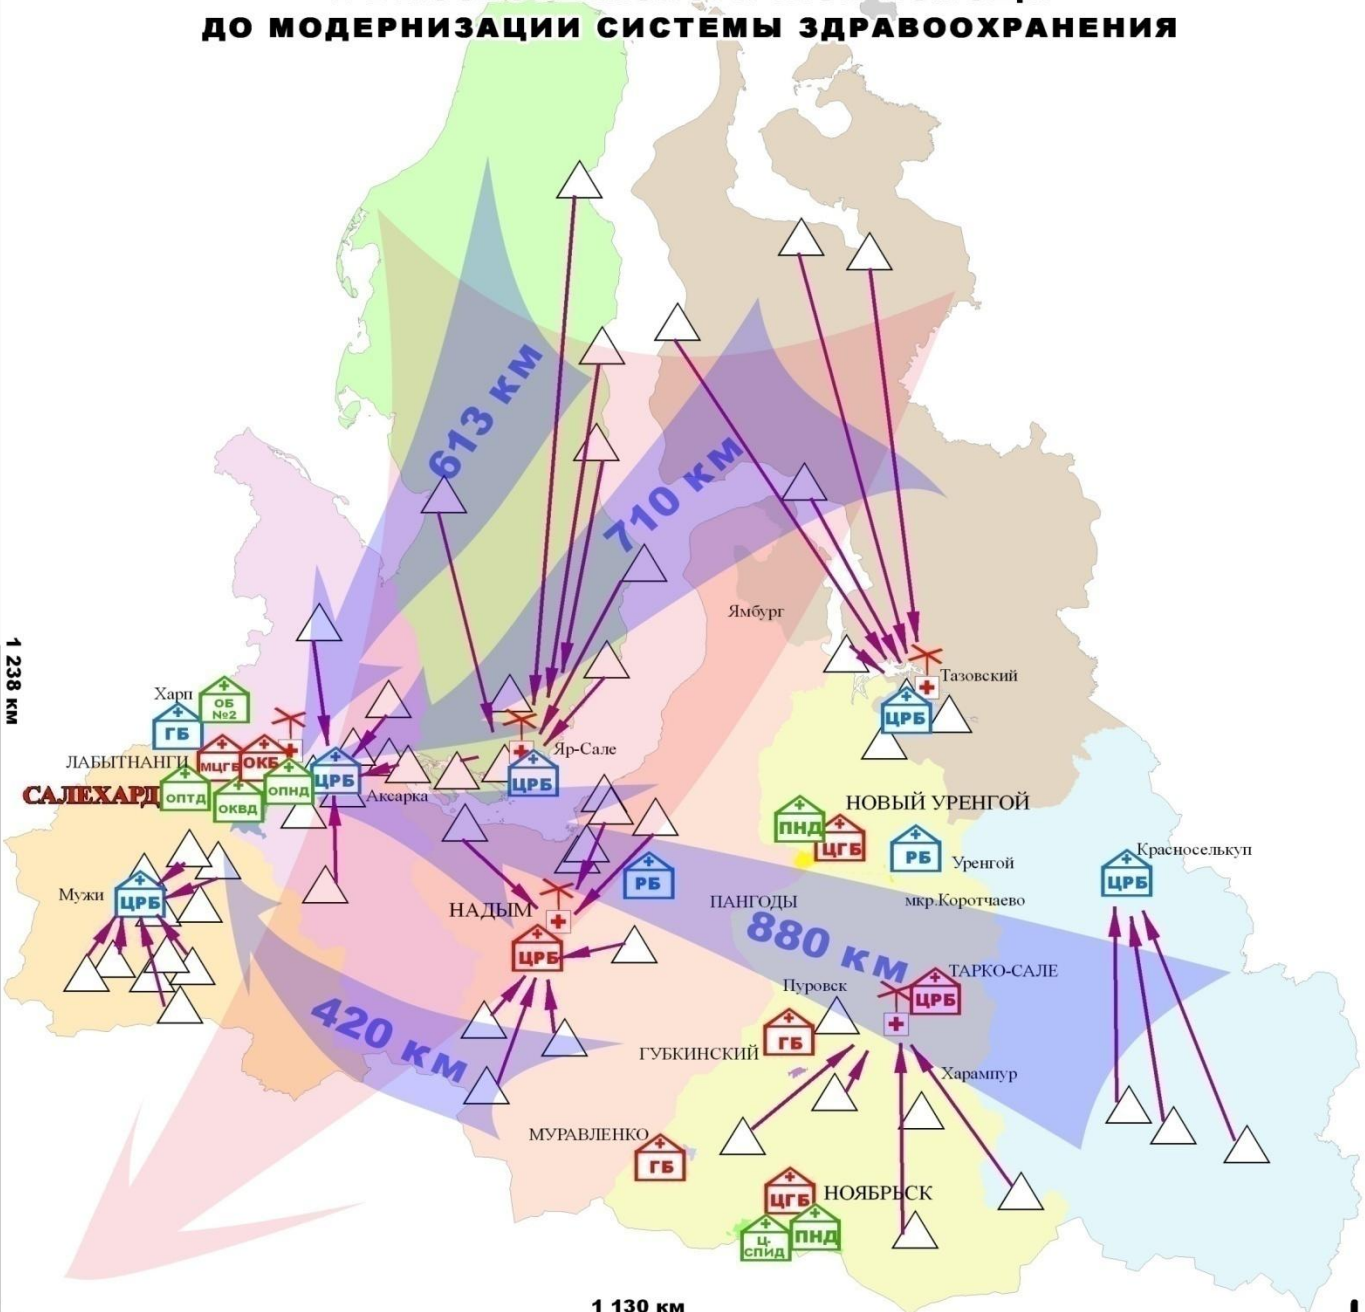 ДО МОДЕРНИЗАЦИИ СИСТЕМЫ ЗДРАВООХРАНЕНИЯ
613 км
710 км
Ямбург
1 238 км
Тазовский
ЦРБ
Харп
ОБ
№2
ГБ
ЛАБЫТНАНГИ
МЦГБ
ОКБ
САЛЕХАРД
ОПТД
ОКВД
ОПНД
ЦРБ
Аксарка
Яр-Сале
ЦРБ
НОВЫЙ УРЕНГОЙ
ПНД
ЦГБ
РБ
Уренгой
мкр.Коротчаево
Красноселькуп
ЦРБ
Мужи
ЦРБ
РБ
ПАНГОДЫ
НАДЫМ
ЦРБ
880 км
420 км
Пуровск
ТАРКО-САЛЕ
ЦРБ
ГУБКИНСКИЙ
ГБ
Харампур
МУРАВЛЕНКО
ГБ
ЦГБ
НОЯБРЬСК
Ц-
СПИД
ПНД
1 130 км